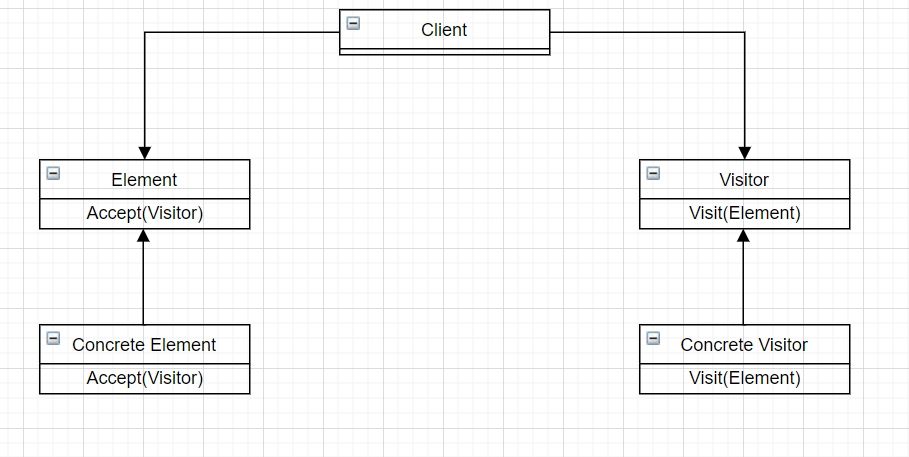 Client
Element
Accept(Visitor)
Visitor
Visit(Element)
Concrete Element
Accept(Visitor)
Concrete Visitor
Visit(Element)